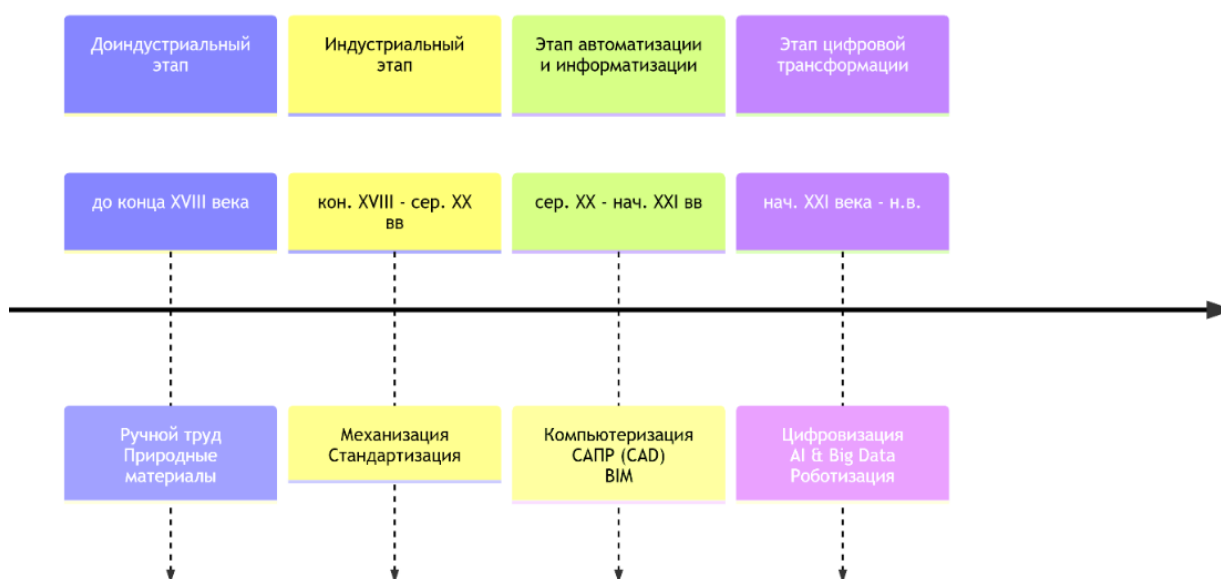 Доиндустриальный
этап
Индустриальный
этап
Этап автоматизации
и информатизации
Этап цифровой
трансформации
до конца XVIII века
кон. XVIII - сер. XX
вв
сер. XX - нач. XXI вв
нач. XXI века - н.в.
Ручной труд
Природные
материалы
Механизация
Стандартизация
Компьютеризация
САПР (CAD)
BIM
Цифровизация
AI & Big Data
Роботизация